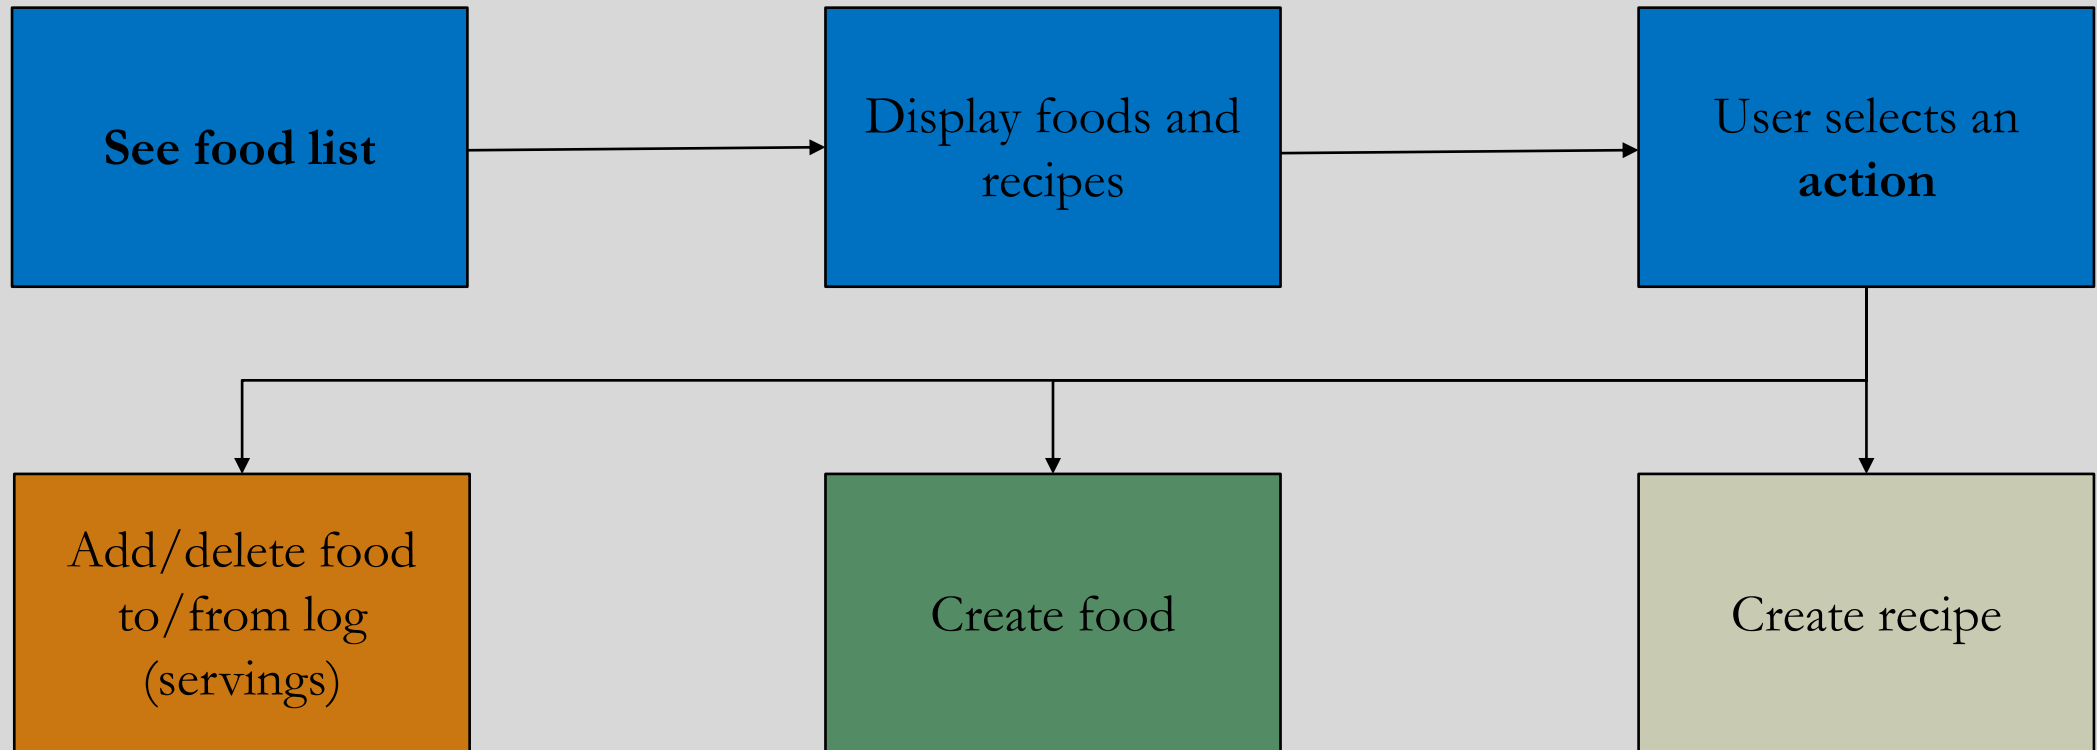 See food list
Display foods and
recipes
User selects an
action
Add/delete food
to/from log
(servings)
Create food
Create recipe